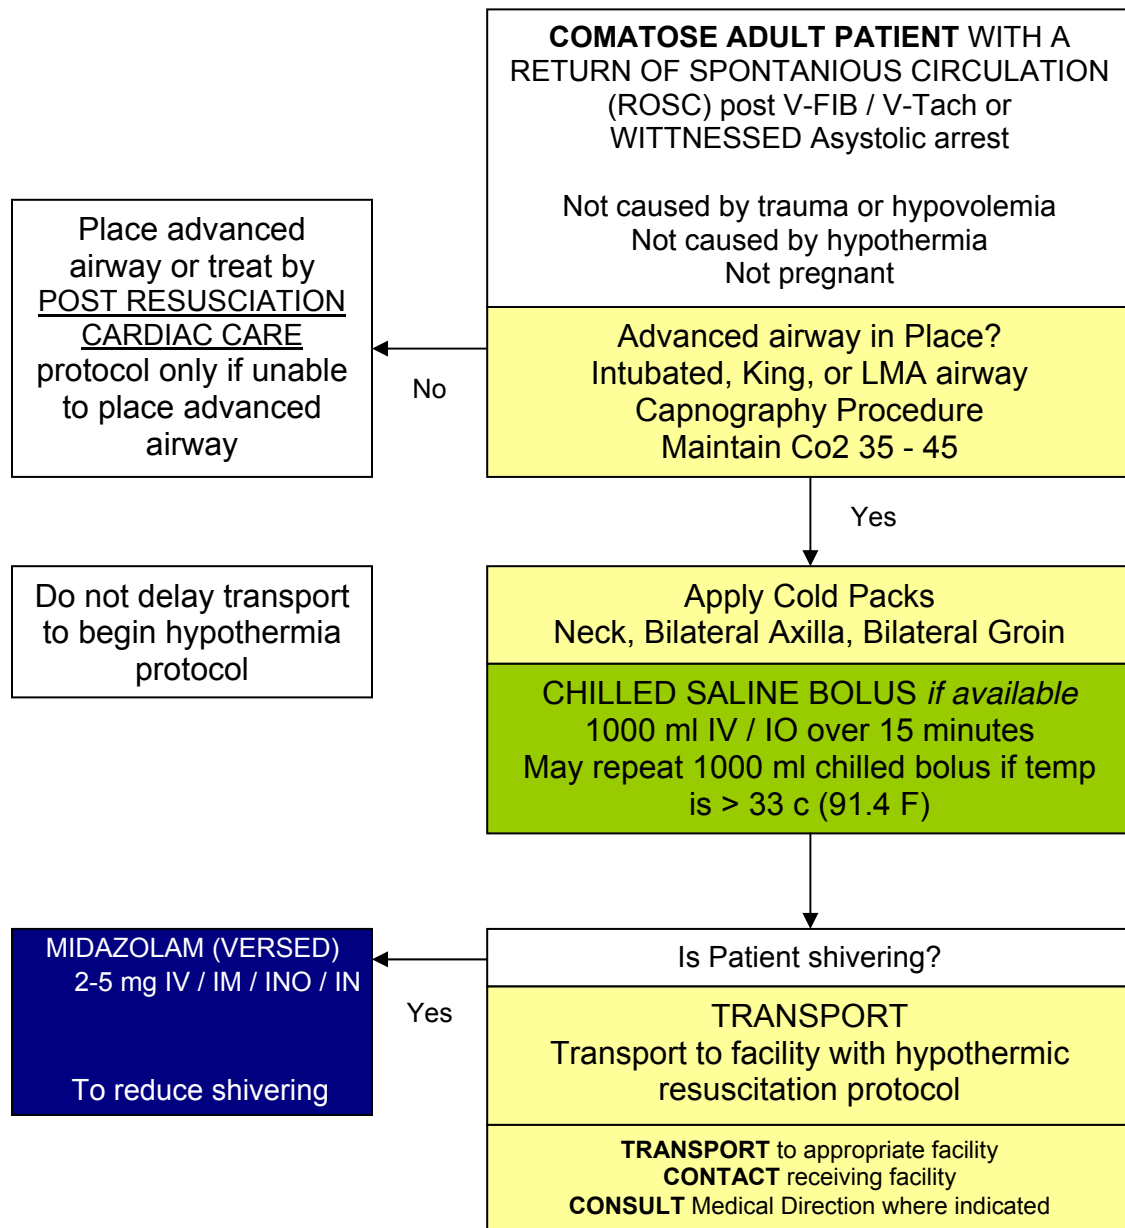 COMATOSE ADULT PATIENT WITH A
RETURN OF SPONTANIOUS CIRCULATION
(ROSC) post V-FIB / V-Tach or
WITTNESSED Asystolic arrest
Not caused by trauma or hypovolemia
Not caused by hypothermia
Not pregnant
Place advanced
airway or treat by
POST RESUSCIATION
CARDIAC CARE
protocol only if unable
to place advanced
airway
No
Advanced airway in Place?
Intubated, King, or LMA airway
Capnography Procedure
Maintain Co2 35 - 45
Yes
Do not delay transport
to begin hypothermia
protocol
Apply Cold Packs
Neck, Bilateral Axilla, Bilateral Groin
CHILLED SALINE BOLUS if available
1000 ml IV / IO over 15 minutes
May repeat 1000 ml chilled bolus if temp
is > 33 c (91.4 F)
Is Patient shivering?
Yes
MIDAZOLAM (VERSED)
2-5 mg IV / IM / INO / IN
To reduce shivering
TRANSPORT
Transport to facility with hypothermic
resuscitation protocol
TRANSPORT to appropriate facility
CONTACT receiving facility
CONSULT Medical Direction where indicated